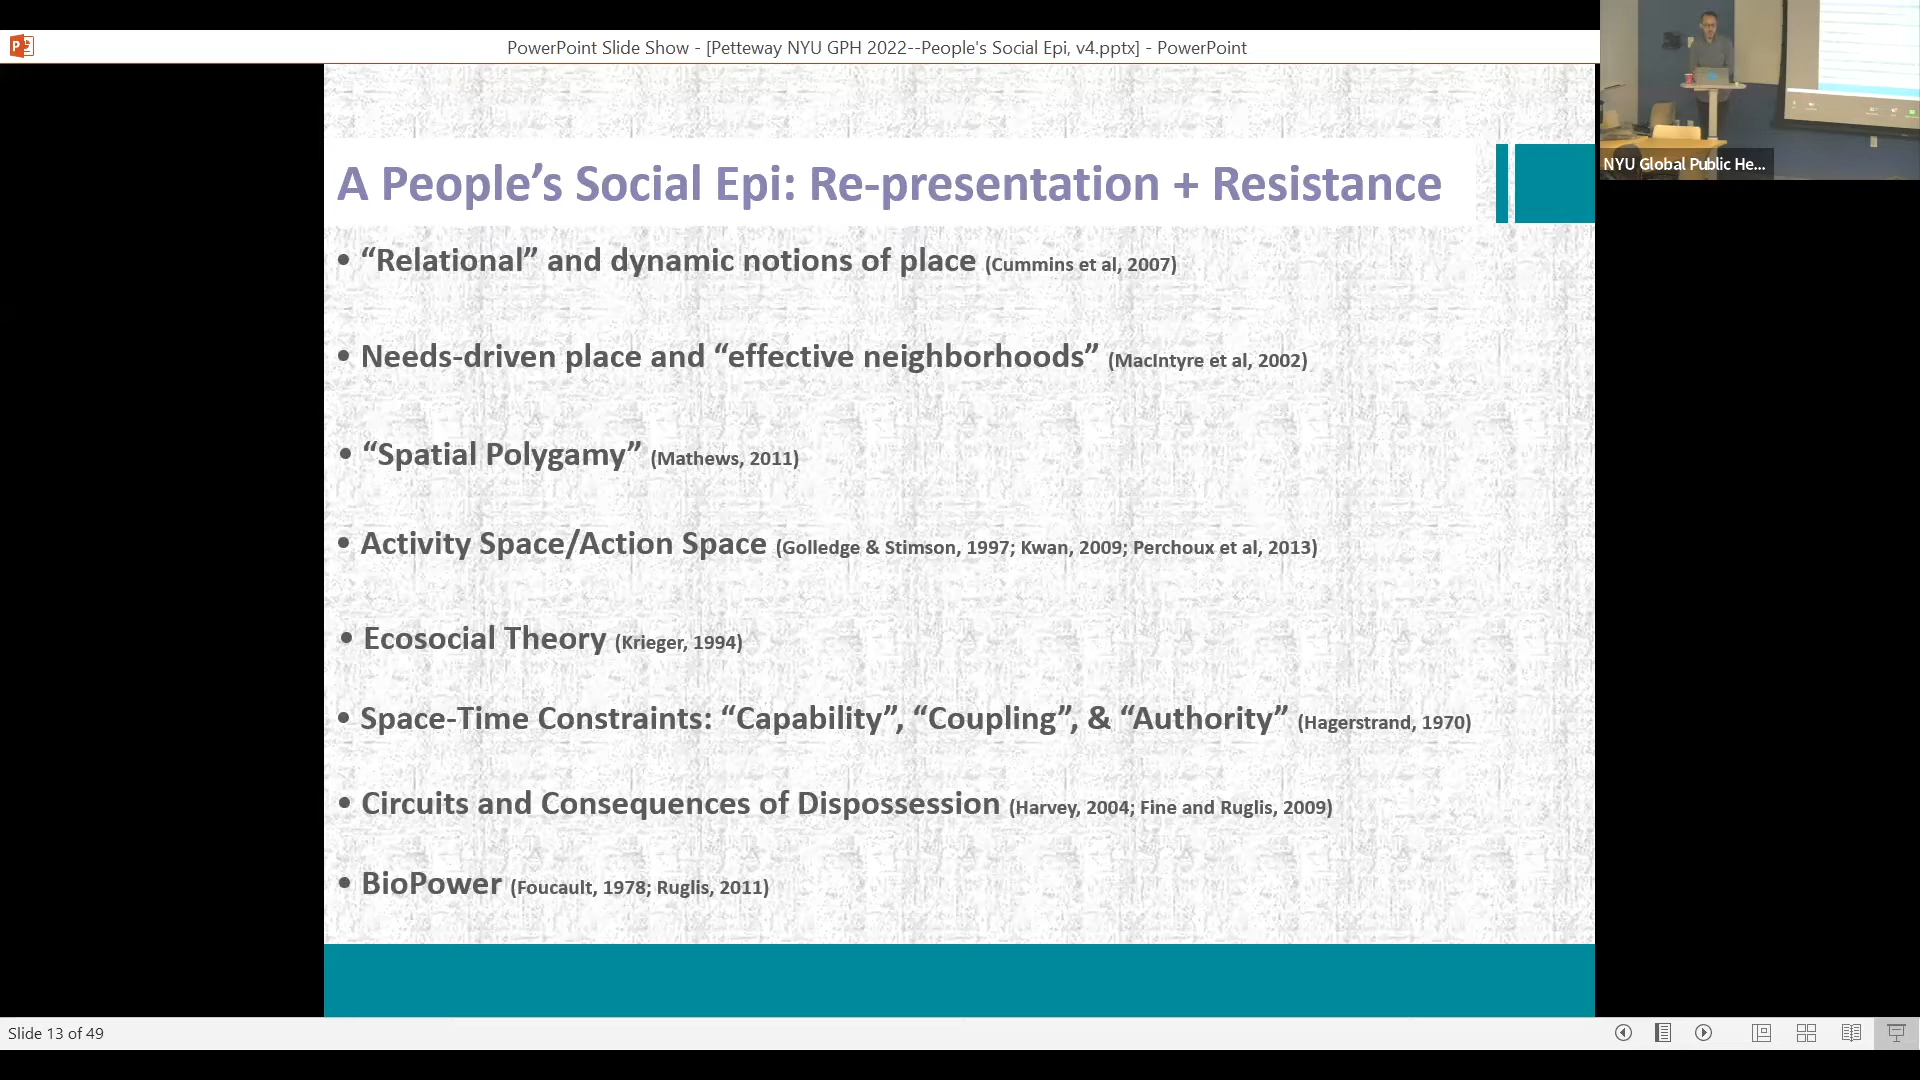 PowerPoint Slide Show - [Petteway NYU GPH 2022--People's Social Epi, v4.pptx] - PowerPoint
NYU Global Public He...
A People’s Social Epi: Re-presentation + Resistance
• “Relational” and dynamic notions of place (Cummins et al, 2007)
• Needs-driven place and “effective neighborhoods” (MacIntyre et al, 2002)
• “Spatial Polygamy” (Mathews, 2011)
• Activity Space/Action Space (Golledge & Stimson, 1997; Kwan, 2009; Perchoux et al, 2013)
• Ecosocial Theory (Krieger, 1994)
• Space-Time Constraints: “Capability”, “Coupling”, & “Authority” (Hagerstrand, 1970)
• Circuits and Consequences of Dispossession (Harvey, 2004; Fine and Ruglis, 2009)
• BioPower (Foucault, 1978; Ruglis, 2011)
Slide 13 of 49